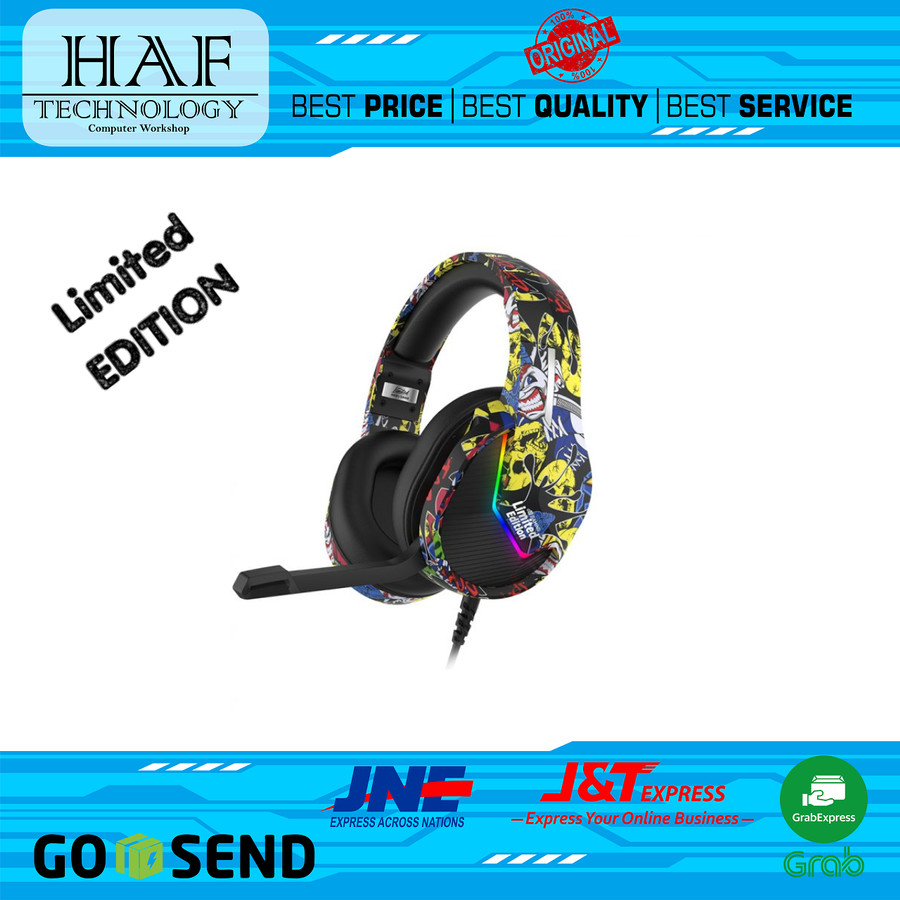 HAF
TECHNOLOGY
Computer Workshop
100%
ORIGINAL
100%
BEST PRICE | BEST QUALITY | BEST SERVICE
Limited
EDITION
Limited
Limited
Edition
JNE
EXPRESS ACROSS NATIONS
J&T EXPRESS
—Express Your Online Business—
GrabExpress
GO SEND
Grab